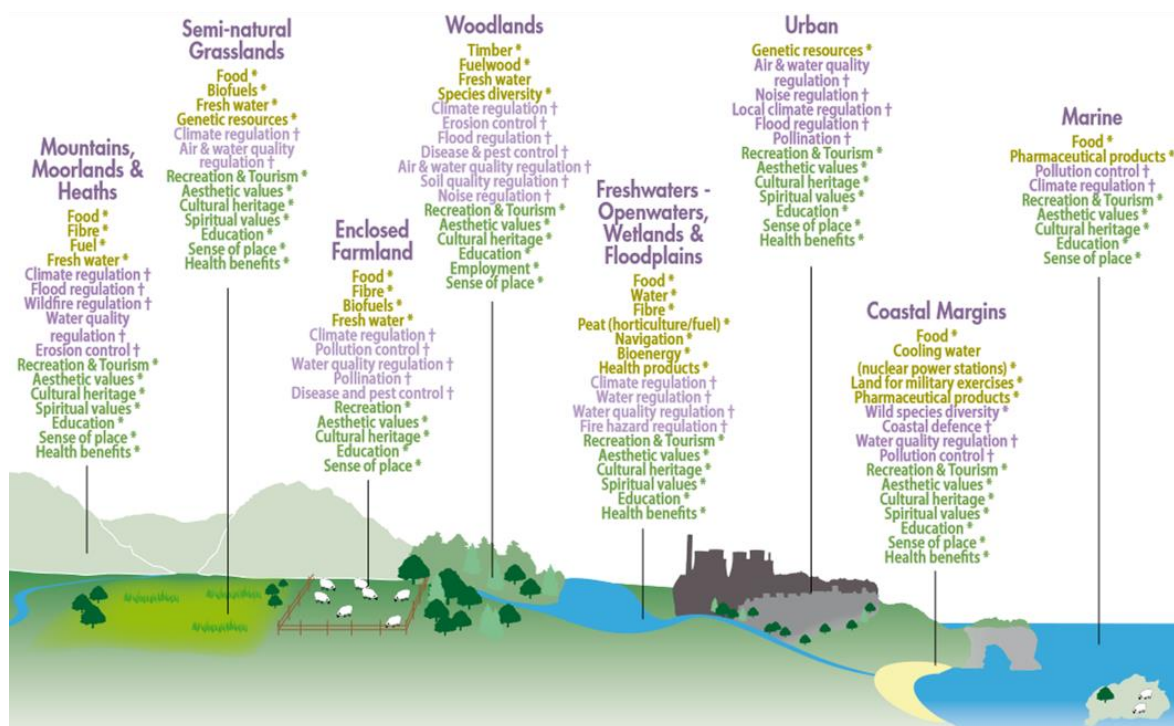 Mountains,
Moorlands &
Heaths
Food *
Fibre *
Fuel *
Fresh water *
Climate regulation †
Flood regulation †
Wildfire regulation †
Water quality
regulation †
Erosion control †
Recreation & Tourism *
Aesthetic values *
Cultural heritage *
Spiritual values *
Education *
Sense of place *
Health benefits *
Semi-natural
Grasslands
Food *
Biofuels *
Fresh water *
Genetic resources *
Climate regulation †
Air & water quality
regulation †
Recreation & Tourism *
Aesthetic values *
Cultural heritage *
Spiritual values *
Education *
Sense of place *
Health benefits *
Enclosed
Farmland
Food *
Fibre *
Biofuels *
Fresh water *
Climate regulation †
Pollution control †
Water quality regulation †
Pollination †
Disease and pest control †
Recreation *
Aesthetic values *
Cultural heritage *
Education *
Sense of place *
Woodlands
Timber *
Fuelwood *
Fresh water
Species diversity *
Climate regulation †
Erosion control †
Flood regulation †
Disease & pest control †
Air & water quality regulation †
Soil quality regulation †
Noise regulation †
Recreation & Tourism *
Aesthetic values *
Cultural heritage *
Education *
Employment *
Sense of place *
Freshwaters -
Openwaters,
Wetlands &
Floodplains
Food *
Water *
Fibre *
Peat (horticulture/fuel) *
Navigation *
Bioenergy *
Health products *
Climate regulation †
Water regulation †
Water quality regulation †
Fire hazard regulation †
Recreation & Tourism *
Aesthetic values *
Cultural heritage *
Spiritual values *
Education *
Health benefits *
Urban
Genetic resources *
Air & water quality
regulation †
Noise regulation †
Local climate regulation †
Flood regulation †
Pollination †
Recreation & Tourism *
Aesthetic values *
Cultural heritage *
Spiritual values *
Education *
Sense of place *
Health benefits *
Coastal Margins
Food *
Cooling water
(nuclear power stations) *
Land for military exercises *
Pharmaceutical products *
Wild species diversity *
Coastal defence †
Water quality regulation †
Pollution control †
Recreation & Tourism *
Aesthetic values *
Cultural heritage *
Spiritual values *
Education *
Sense of place *
Health benefits *
Marine
Food *
Pharmaceutical products *
Pollution control †
Climate regulation †
Recreation & Tourism *
Aesthetic values *
Cultural heritage *
Education *
Sense of place *